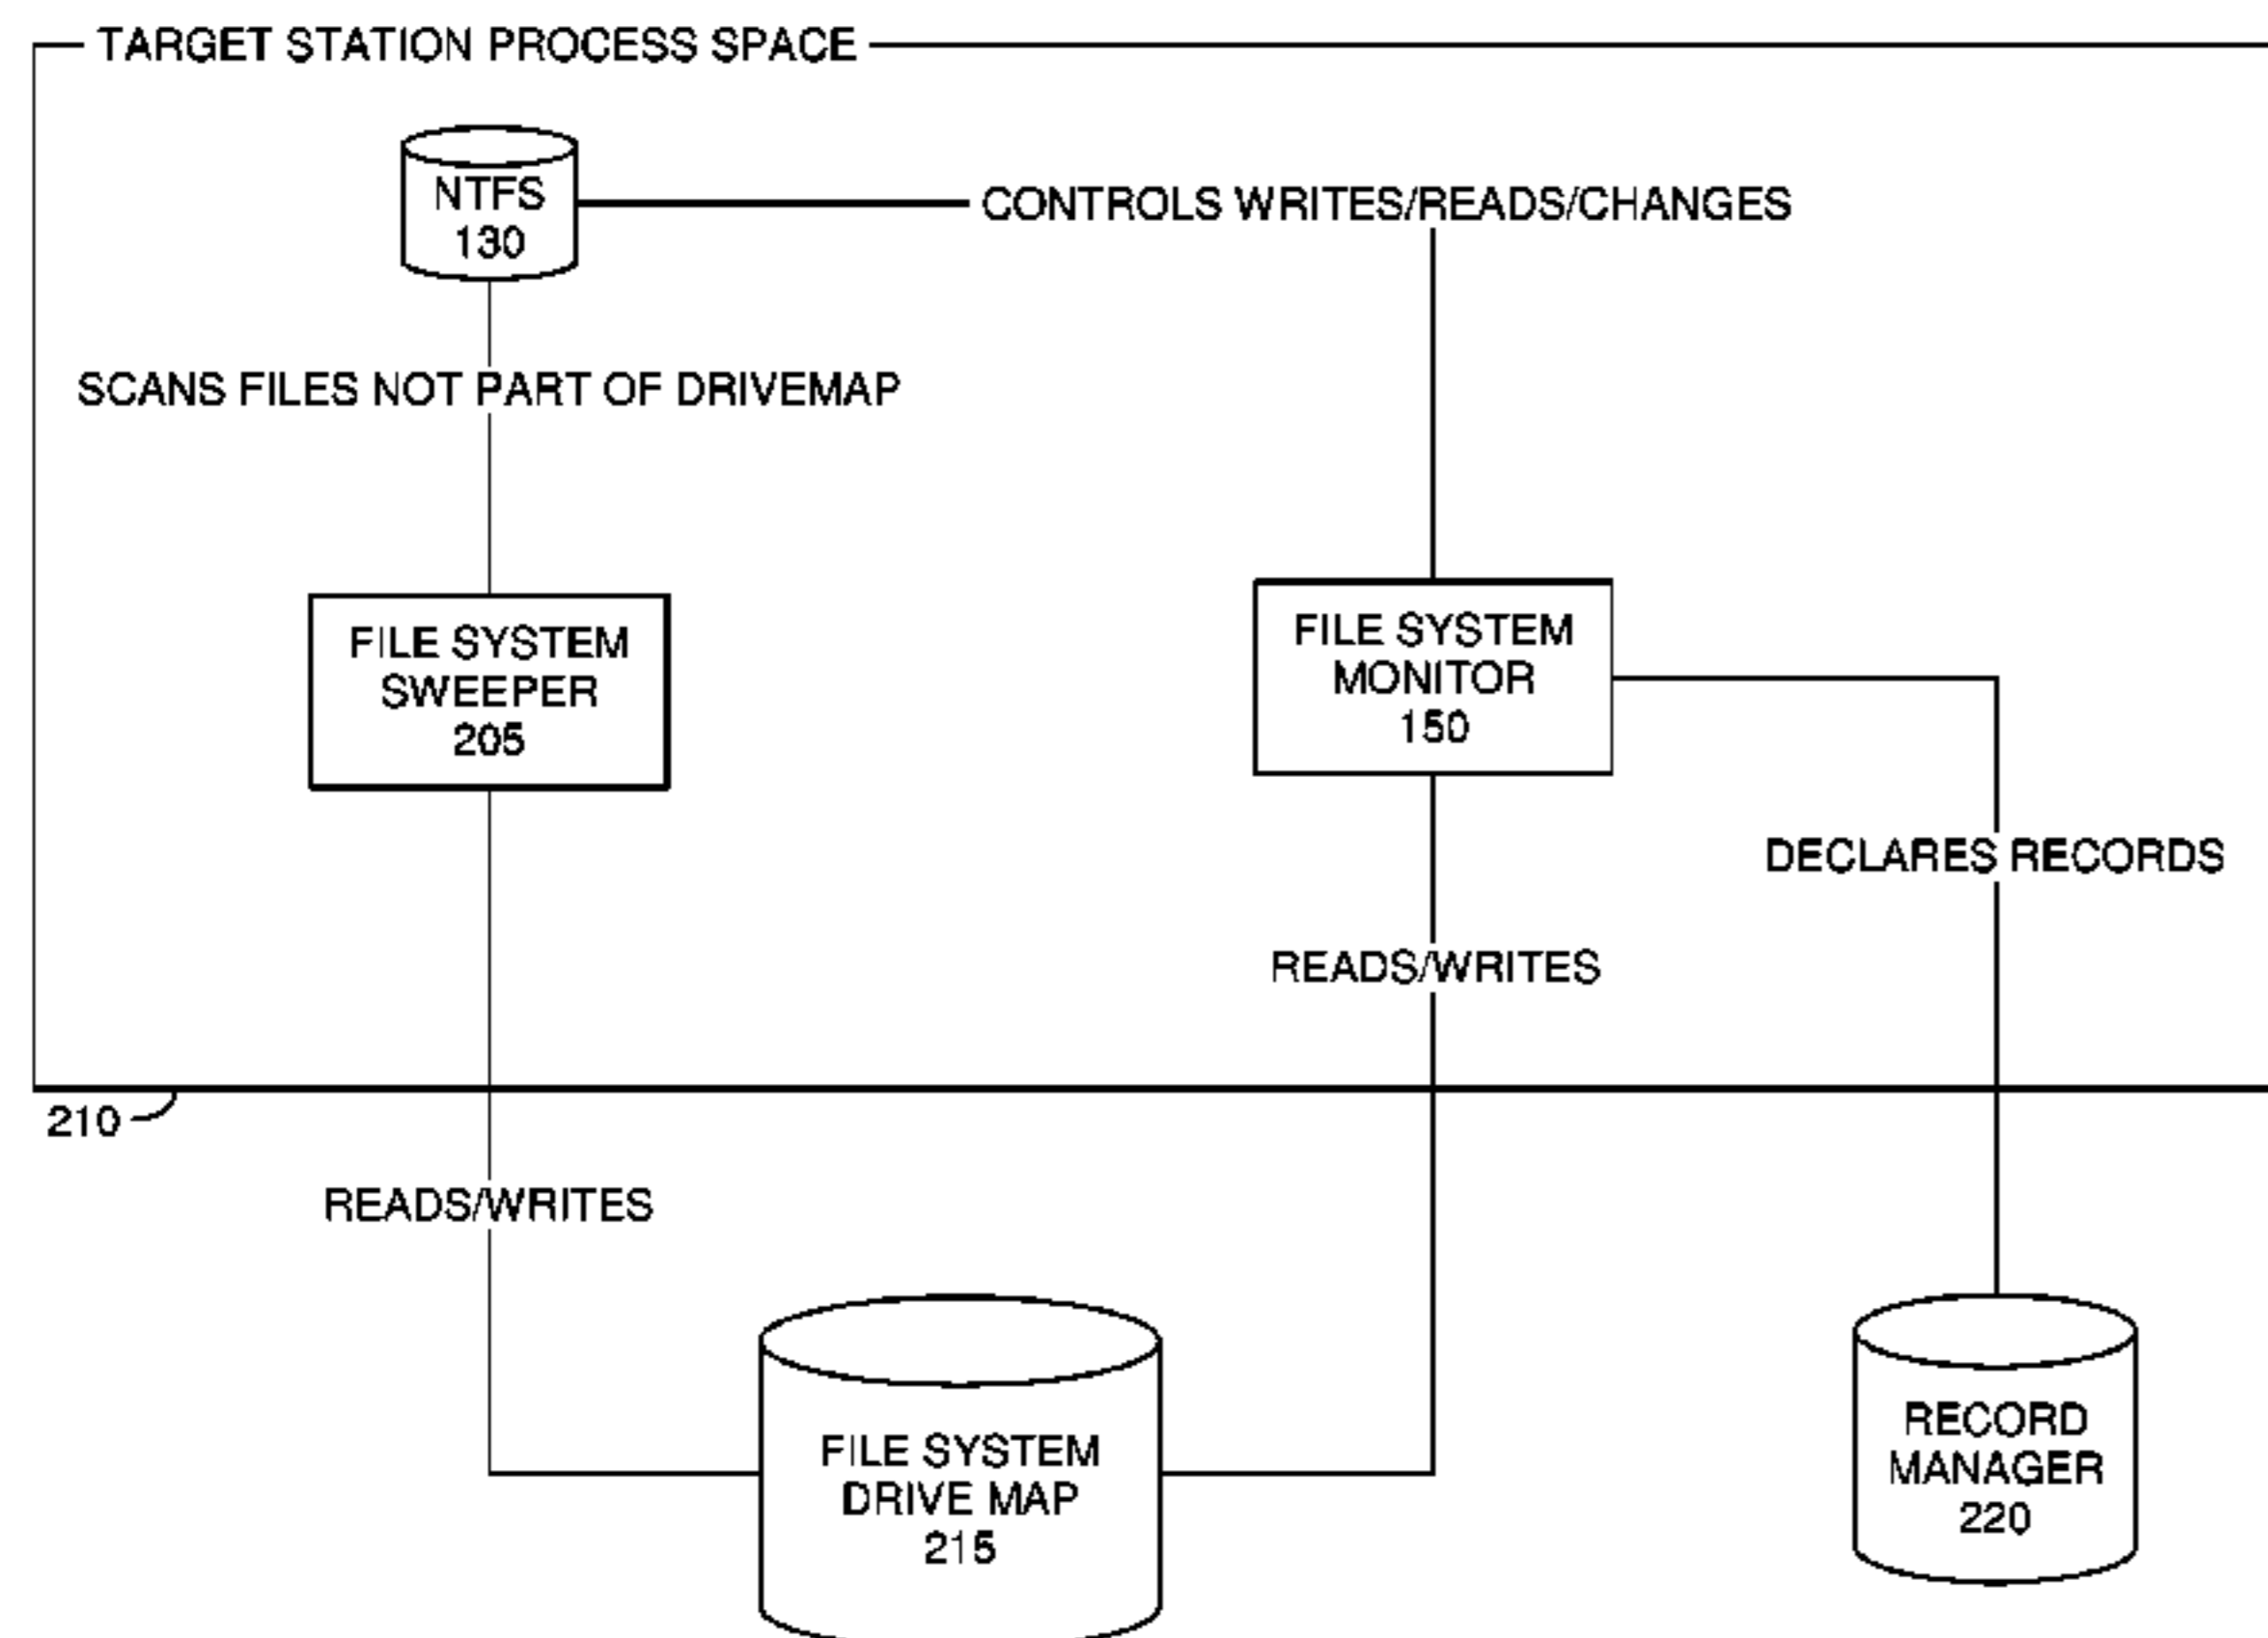 TARGET STATION PROCESS SPACE
NTFS
130
CONTROLS WRITES/READS/CHANGES
SCANS FILES NOT PART OF DRIVEMAP
FILE SYSTEM
SWEEPER
205
FILE SYSTEM
MONITOR
150
DECLARES RECORDS
READS/WRITES
210
READS/WRITES
FILE SYSTEM
DRIVE MAP
215
RECORD
MANAGER
220